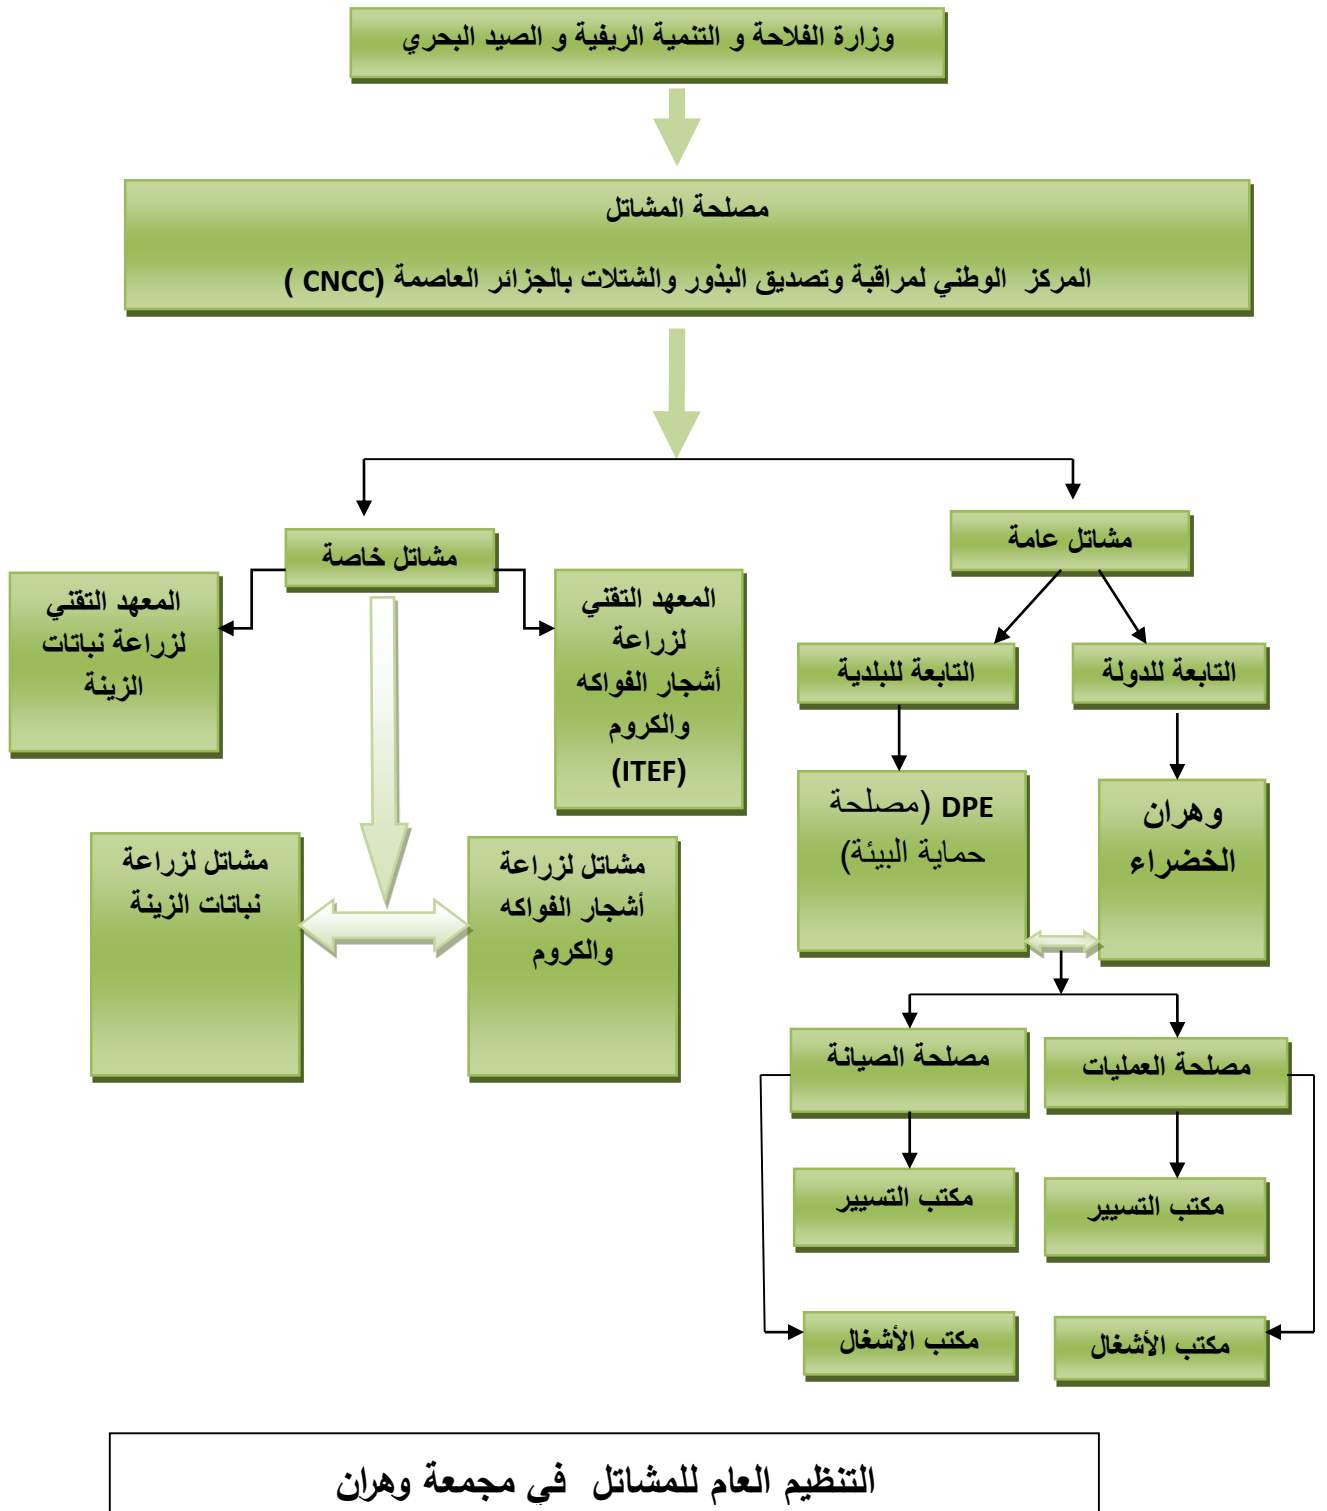 وزارة الفلاحة و التنمية الريفية و الصيد البحري
مصلحة المشاتل
المركز الوطني لمراقبة وتصديق البذور والشتلات بالجزائر العاصمة (CNCC )
مشاتل عامة
مشاتل خاصة
المعهد التقني
لزراعة
أشجار الفواكه
والكروم
(ITEF)
المعهد التقني
لزراعة نباتات
الزينة
التابعة للدولة
التابعة للبلدية
وهران
الخضراء
DPE (مصلحة
حماية البيئة)
مشاتل لزراعة
أشجار الفواكه
والكروم
مشاتل لزراعة
نباتات الزينة
مصلحة العمليات
مصلحة الصيانة
مكتب التسيير
مكتب التسيير
مكتب الأشغال
مكتب الأشغال
التنظيم العام للمشاتل في مجمعة وهران